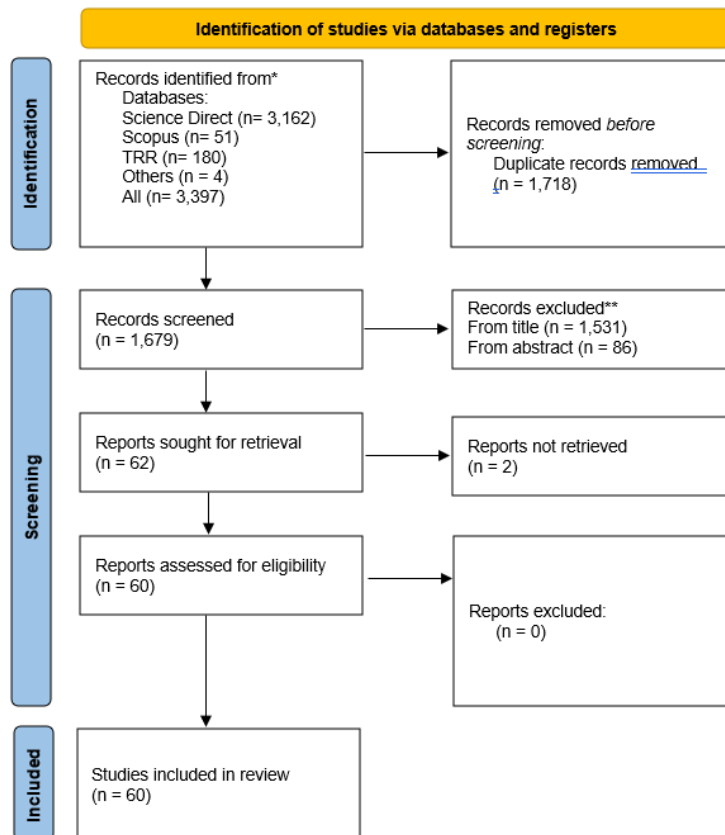 Identification of studies via databases and registers
Identification
Records identified from*
Databases:
Science Direct (n= 3,162)
Scopus (n= 51)
TRR (n= 180)
Others (n = 4)
All (n= 3,397)
Records removed before
screening:
Duplicate records removed
(n = 1,718)
Screening
Records screened
(n = 1,679)
Records excluded**
From title (n = 1,531)
From abstract (n = 86)
Reports sought for retrieval
(n = 62)
Reports not retrieved
(n = 2)
Reports assessed for eligibility
(n = 60)
Reports excluded:
(n = 0)
Included
Studies included in review
(n = 60)